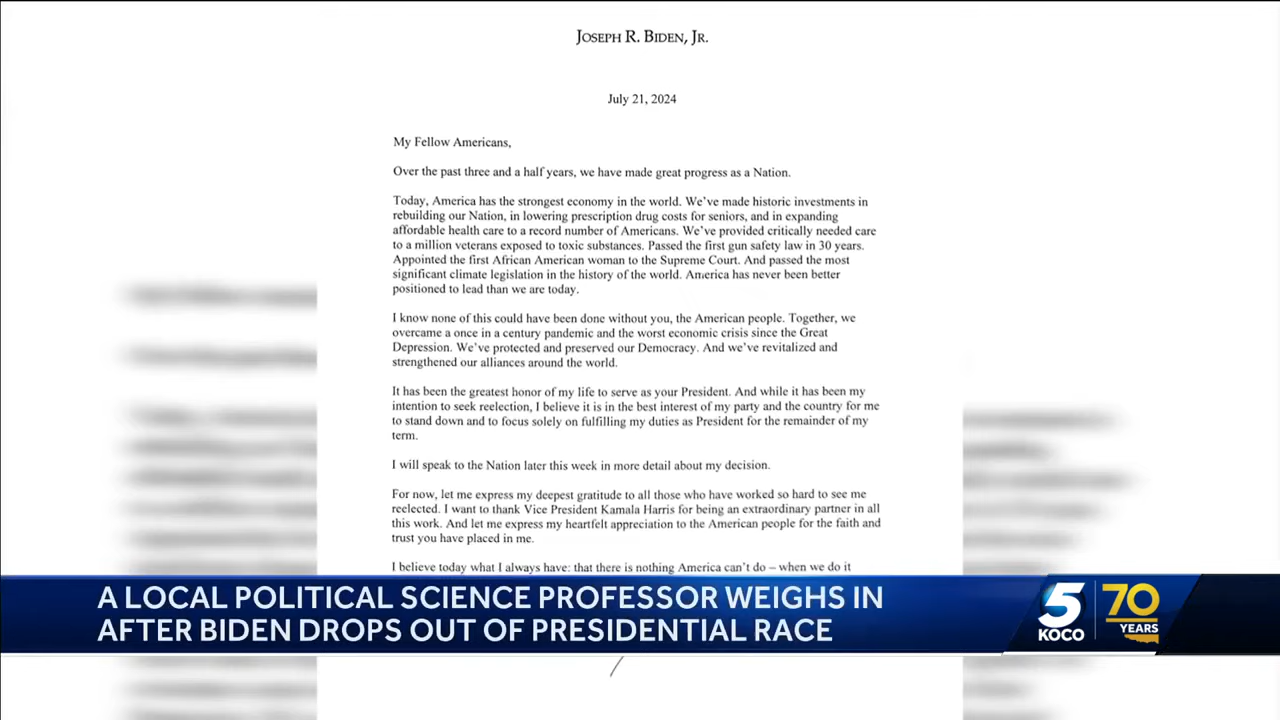 JOSEPH R. BIDEN, JR.
July 21, 2024
My Fellow Americans,
Over the past three and a half years, we have made great progress as a Nation.
Today, America has the strongest economy in the world. We've made historic investments in
rebuilding our Nation, in lowering prescription drug costs for seniors, and in expanding
affordable health care to a record number of Americans. We've provided critically needed care
to a million veterans exposed to toxic substances. Passed the first gun safety law in 30 years.
Appointed the first African American woman to the Supreme Court. And passed the most
significant climate legislation in the history of the world. America has never been better
positioned to lead than we are today.
I know none of this could have been done without you, the American people. Together, we
overcame a once in a century pandemic and the worst economic crisis since the Great
Depression. We've protected and preserved our Democracy. And we've revitalized and
strengthened our alliances around the world.
It has been the greatest honor of my life to serve as your President. And while it has been my
intention to seek reelection, I believe it is in the best interest of my party and the country for me
to stand down and to focus solely on fulfilling my duties as President for the remainder of my
term.
I will speak to the Nation later this week in more detail about my decision.
For now, let me express my deepest gratitude to all those who have worked so hard to see me
reelected. I want to thank Vice President Kamala Harris for being an extraordinary partner in all
this work. And let me express my heartfelt appreciation to the American people for the faith and
trust you have placed in me.
I believe today what I always have: that there is nothing America can't do – when we do it
A LOCAL POLITICAL SCIENCE PROFESSOR WEIGHS IN
AFTER BIDEN DROPS OUT OF PRESIDENTIAL RACE
5
KOCO
70
YEARS